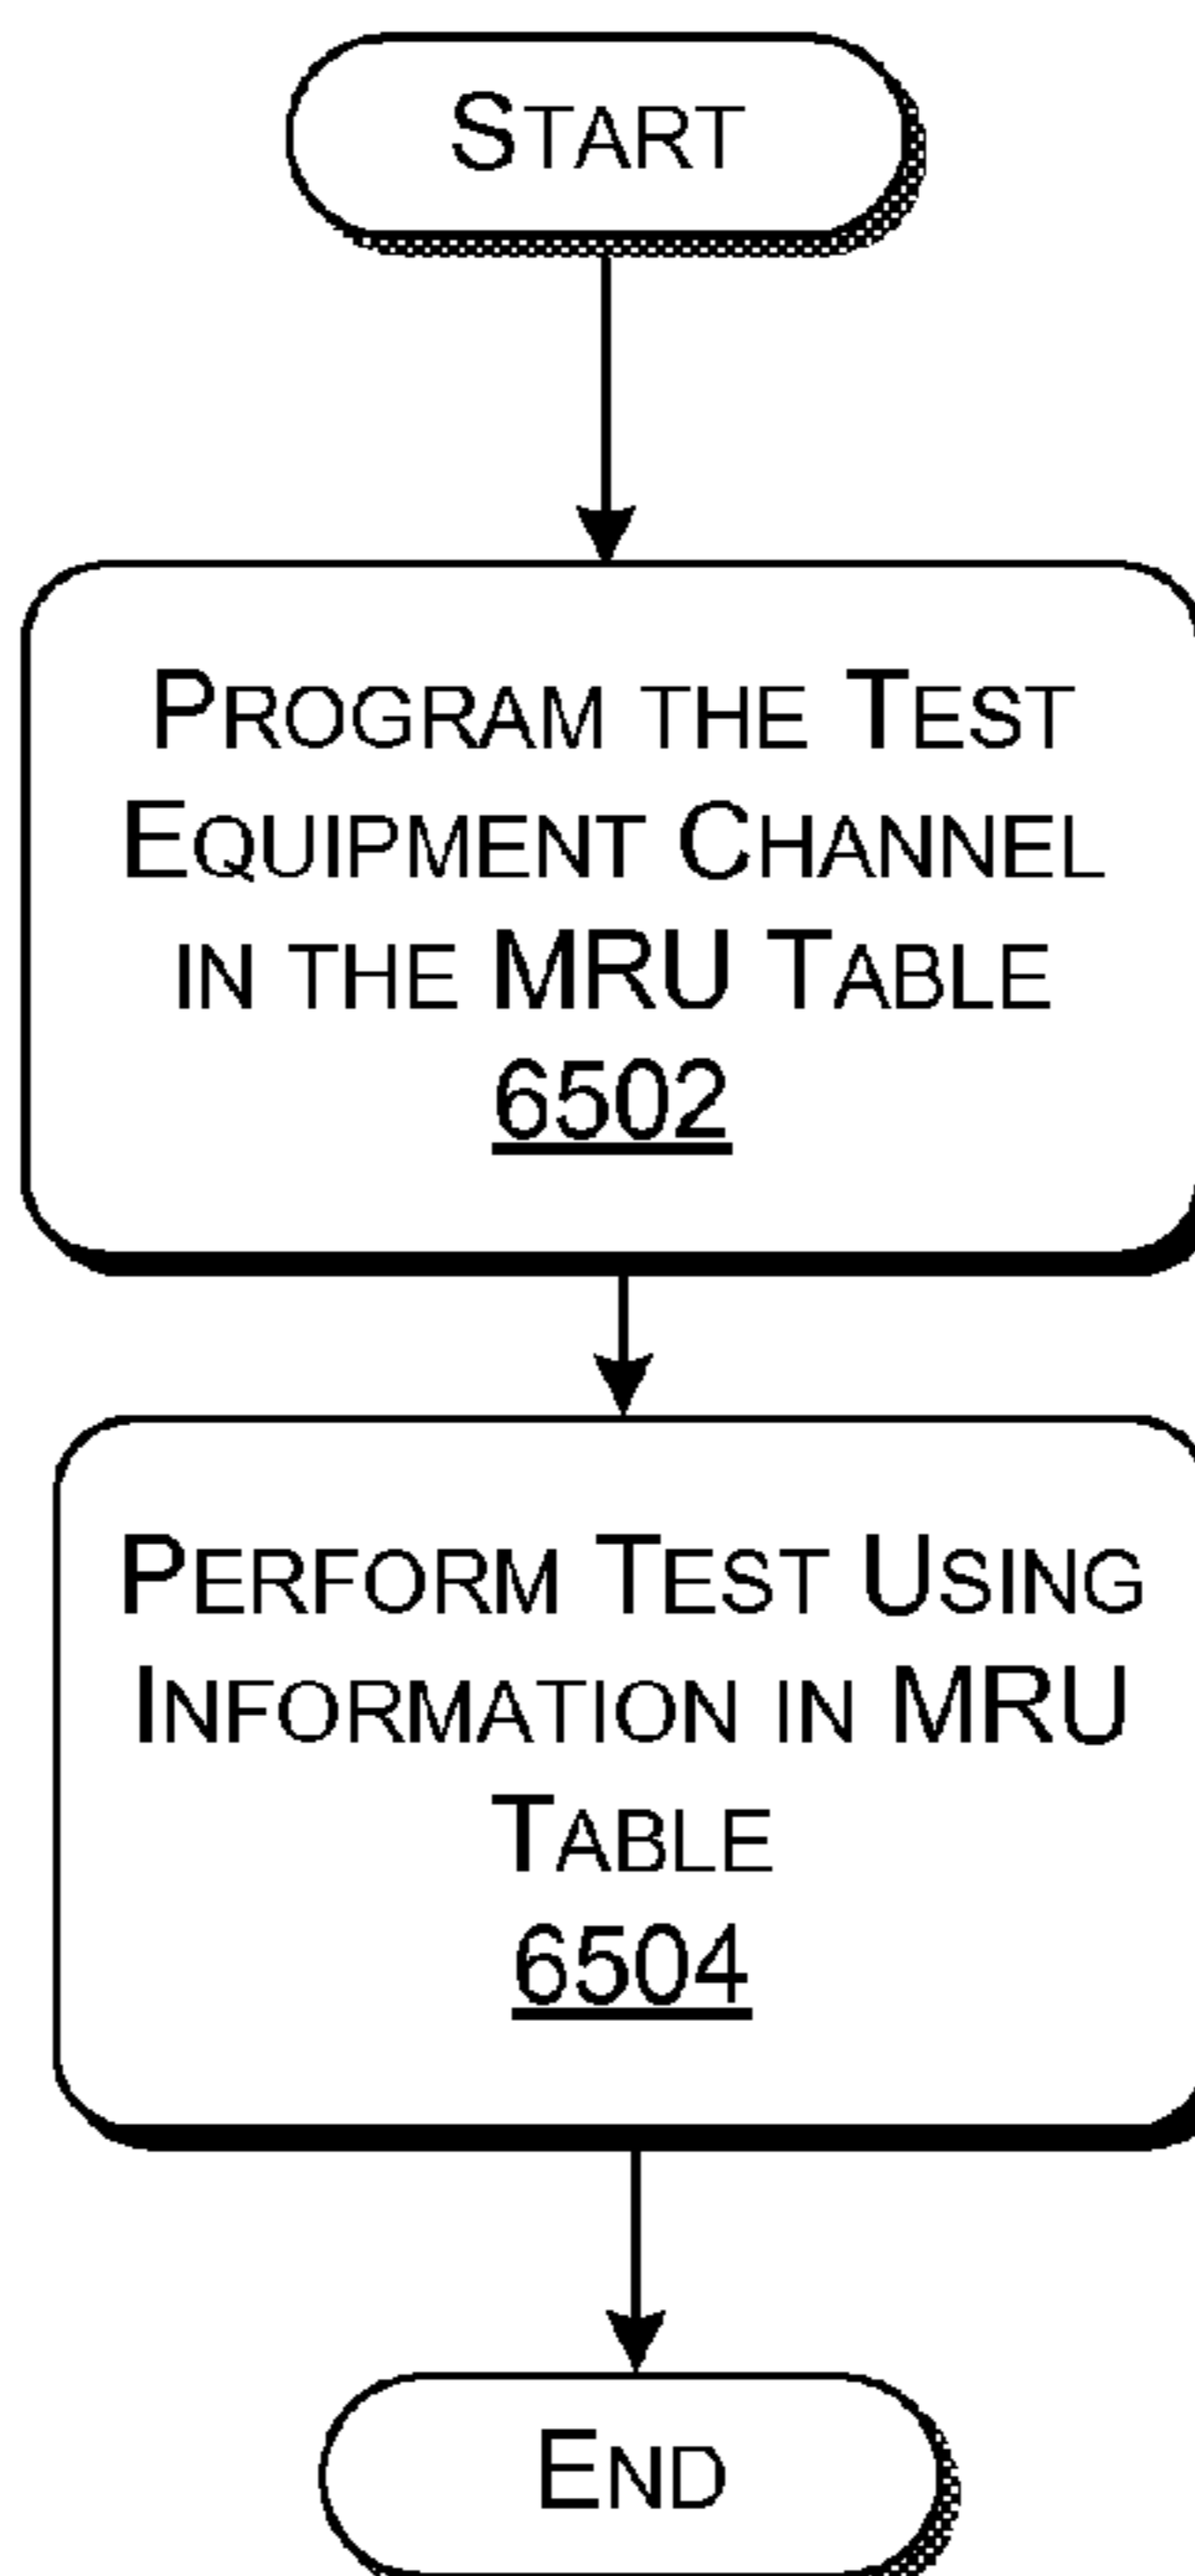 START
PROGRAM THE TEST
EQUIPMENT CHANNEL
IN THE MRU TABLE
6502
PERFORM TEST USING
INFORMATION IN MRU
TABLE
6504
END